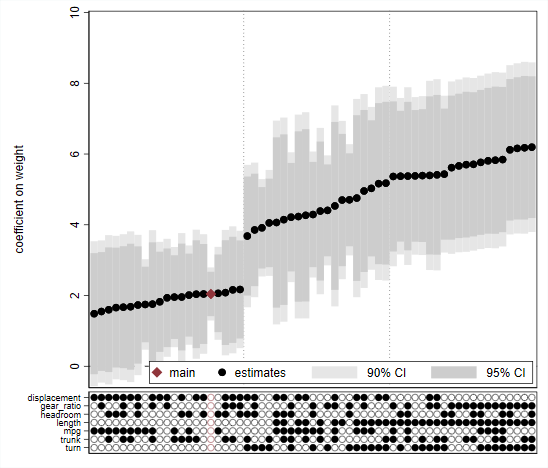 10
8
6
4
2
0
coefficient on weight
main estimates 90% CI 95% CI
displacement
gear_ratio
headroom
length
mpg
trunk
turn